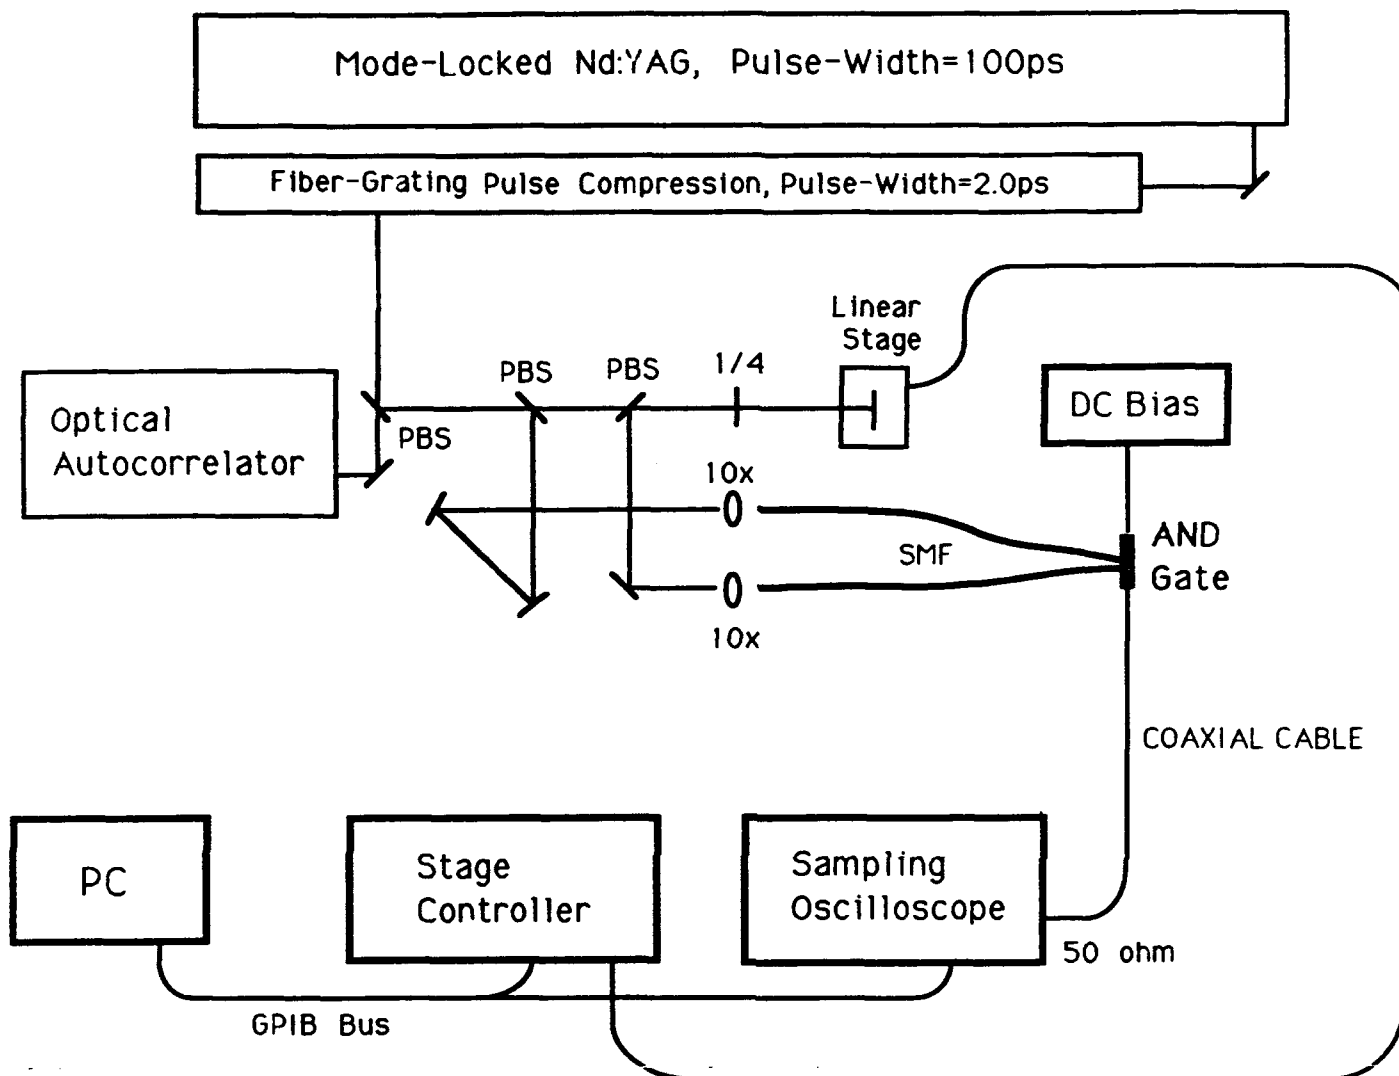 Mode-Locked Nd:YAG, Pulse-Width=100ps
Fiber-Grating Pulse Compression, Pulse-Width=2.0ps
Linear
Stage
PBS
PBS
1/4
DC Bias
Optical
Autocorrelator
PBS
10x
SMF
AND
Gate
10x
COAXIAL CABLE
PC
Stage
Controller
Sampling
Oscilloscope
50 ohm
GPIB Bus